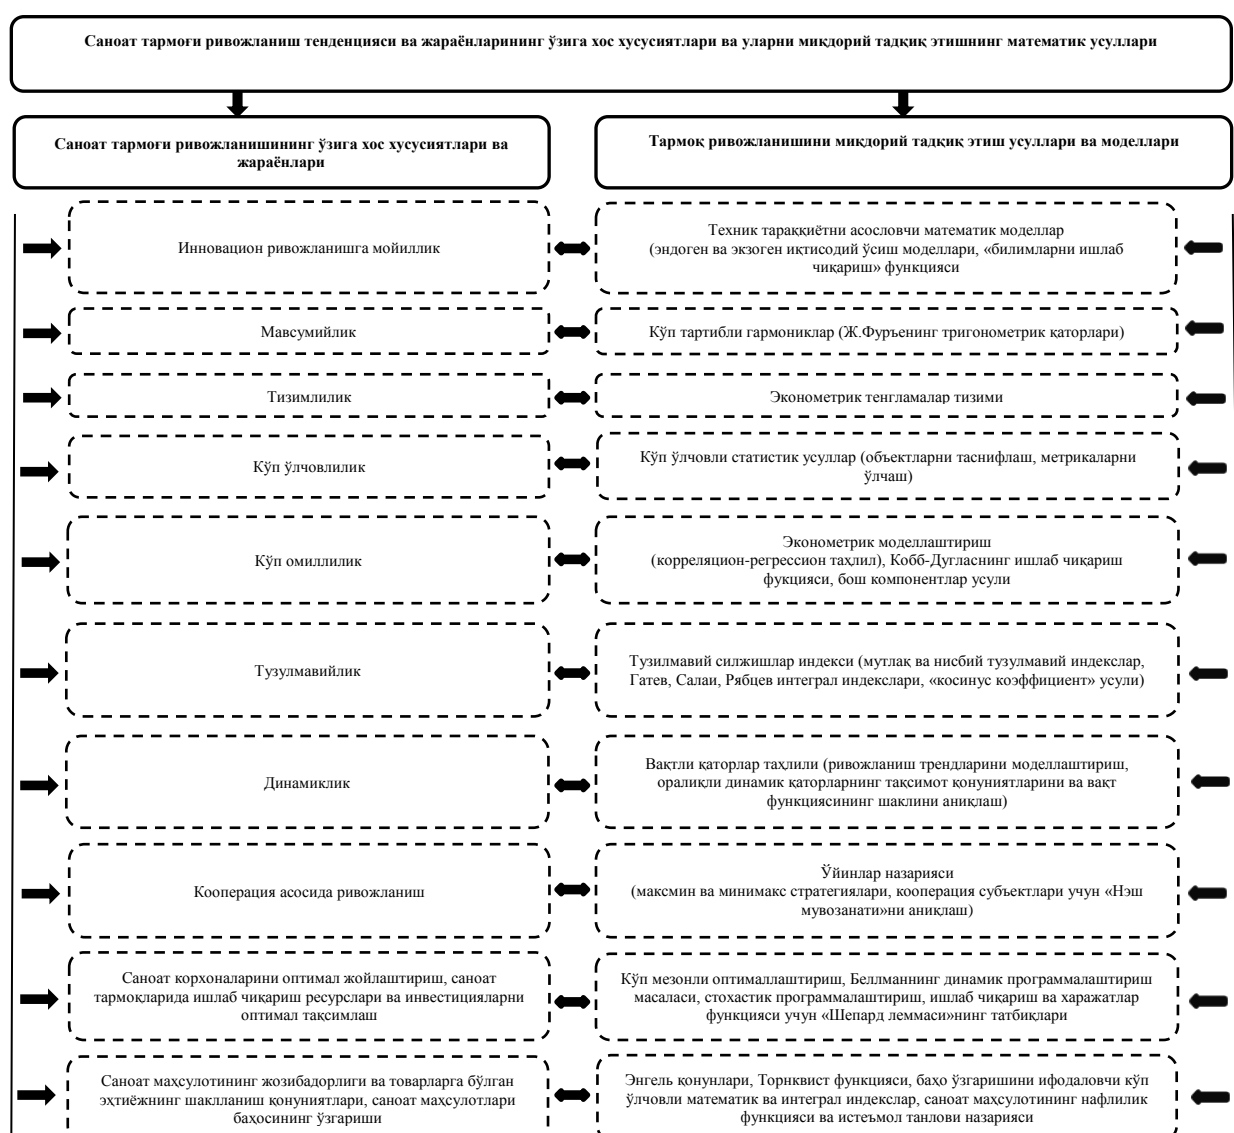 Саноат тармоғи ривожланиш тенденцияси ва жараёнларининг ўзига хос хусусиятлари ва уларни миқдорий тадқиқ этишнинг математик усуллари
Саноат тармоғи ривожланишининг ўзига хос хусусиятлари ва
жараёнлари
Тармоқ ривожланишини миқдорий тадқиқ этиш усуллари ва моделлари
Инновацион ривожланишга мойиллик
Техник тараққиётни асословчи математик моделлар
(эндоген ва экзоген иқтисодий ўсиш моделлари, «билимларни ишлаб
чиқариш» функцияси
Мавсумийлик
Кўп тартибли гармониклар (Ж.Фуръенинг тригонометрик қаторлари)
Тизимлилик
Эконометрик тенгламалар тизими
Кўп ўлчовлилик
Кўп ўлчовли статистик усуллар (объектларни таснифлаш, метрикаларни
ўлчаш)
Кўп омиллилик
Эконометрик моделлаштириш
(корреляцион-регрессион таҳлил), Кобб-Дугласнинг ишлаб чиқариш
фукцияси, бош компонентлар усули
Тузулмавийлик
Тузилмавий силжишлар индекси (мутлақ ва нисбий тузулмавий индекслар,
Гатев, Салаи, Рябцев интеграл индекслари, «косинус коэффициент» усули)
Динамиклик
Вақтли қаторлар таҳлили (ривожланиш трендларини моделлаштириш,
оралиқли динамик қаторларнинг тақсимот қонуниятларини ва вақт
функциясининг шаклини аниқлаш)
Кооперация асосида ривожланиш
Ўйинлар назарияси
(максмин ва минимакс стратегиялари, кооперация субъектлари учун «Нэш
мувозанати»ни аниқлаш)
Саноат корхоналарини оптимал жойлаштириш, саноат
тармоқларида ишлаб чиқариш ресурслари ва инвестицияларни
оптимал тақсимлаш
Кўп мезонли оптималлаштириш, Беллманнинг динамик программалаштириш
масаласи, стохастик программалаштириш, ишлаб чиқариш ва харажатлар
функцияси учун «Шепард леммаси»нинг татбиқлари
Саноат маҳсулотининг жозибадорлиги ва товарларга бўлган
эҳтиёжнинг шаклланиш қонуниятлари, саноат маҳсулотлари
баҳосининг ўзгариши
Энгель қонунлари, Торнквист функцияси, баҳо ўзгаришини ифодаловчи кўп
ўлчовли математик ва интеграл индекслар, саноат маҳсулотининг нафлилик
функцияси ва истеъмол танлови назарияси